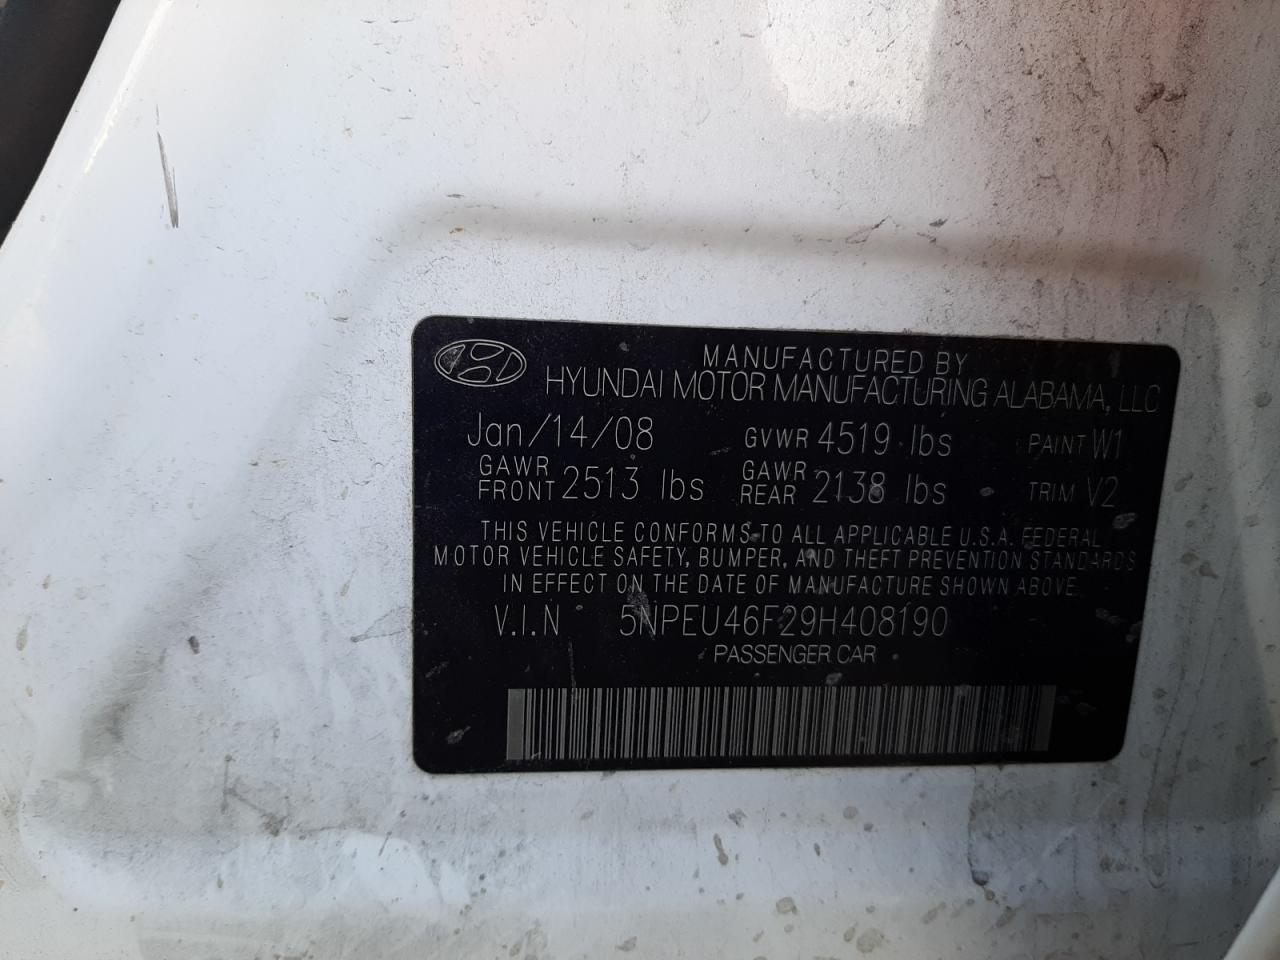 MANUFACTURED BY
HYUNDAI MOTOR MANUFACTURING ALABAMA, LLC
Jan/14/08 GVWR 4519 lbs PAINT W1
GAWR FRONT 2513 lbs GAWR REAR 2138 lbs TRIM V2
THIS VEHICLE CONFORMS TO ALL APPLICABLE U.S.A. FEDERAL
MOTOR VEHICLE SAFETY, BUMPER, AND THEFT PREVENTION STANDARDS
IN EFFECT ON THE DATE OF MANUFACTURE SHOWN ABOVE
V.I.N 5NPEU46F29H408190
PASSENGER CAR